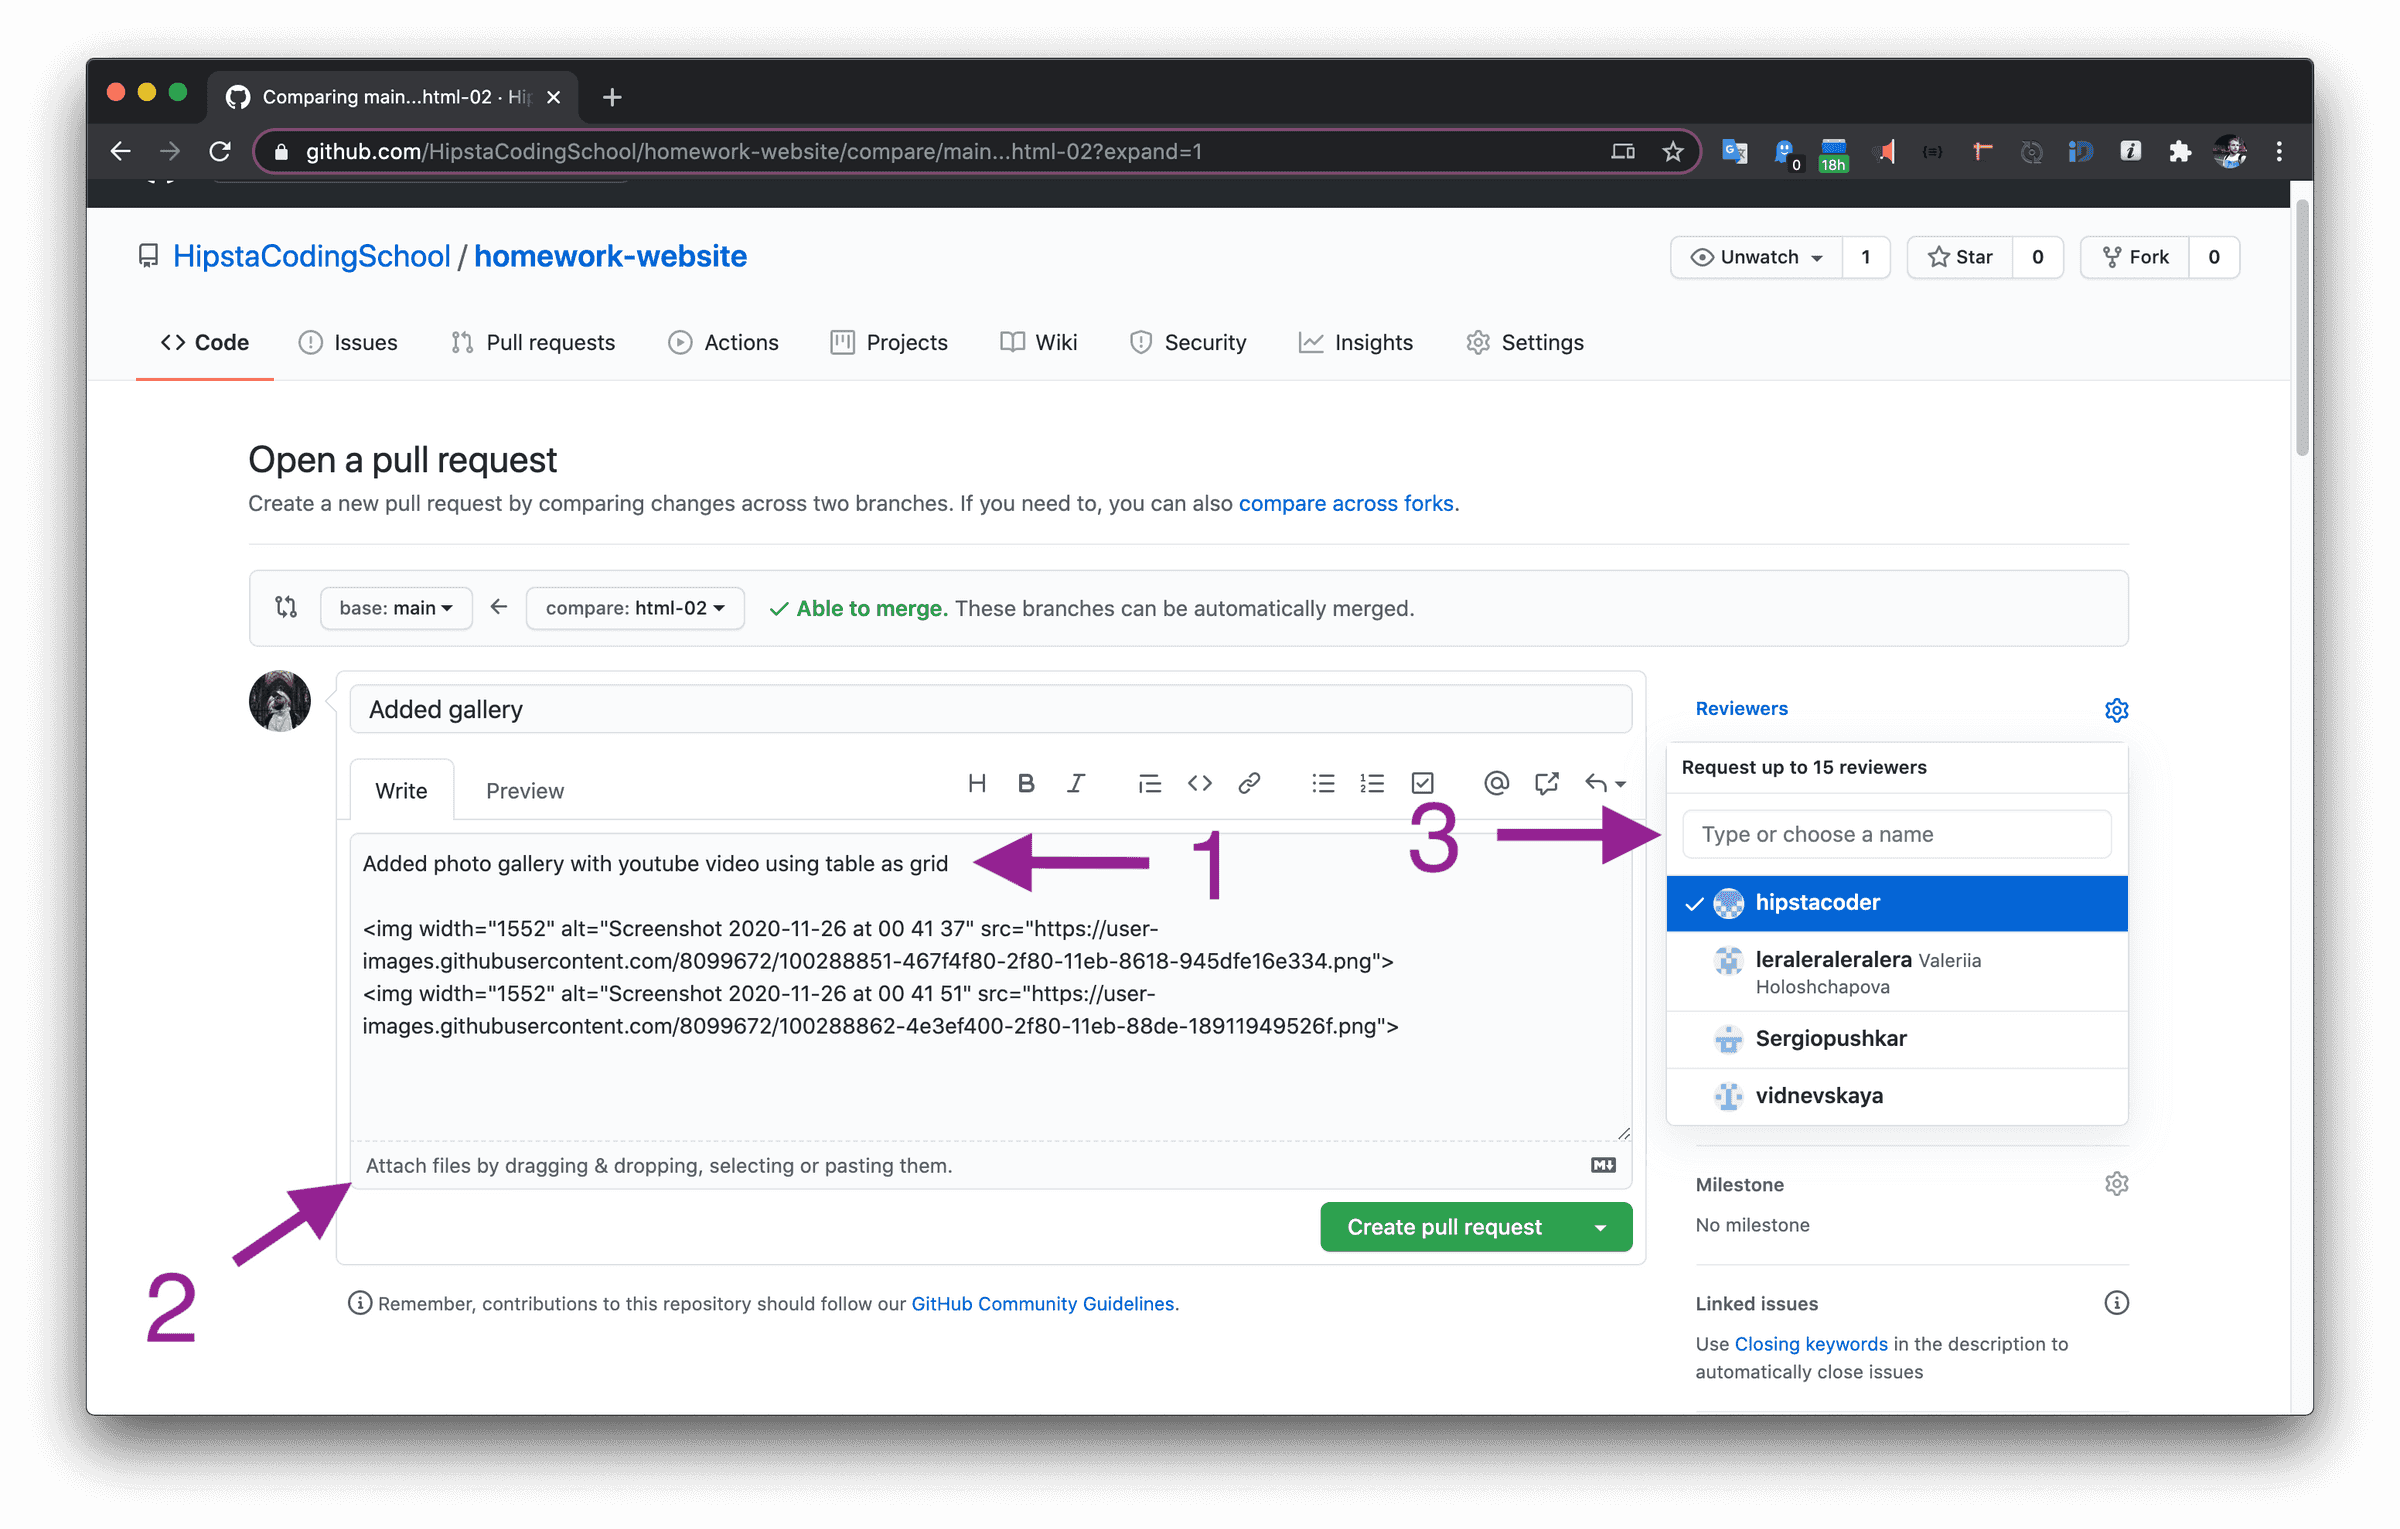 Comparing main...html-02 · Hip
github.com/HipstaCodingSchool/homework-website/compare/main...html-02?expand=1
0
18h
HipstaCodingSchool / homework-website
Unwatch 1
Star 0
Fork 0
Code
Issues
Pull requests
Actions
Projects
Wiki
Security
Insights
Settings
Open a pull request
Create a new pull request by comparing changes across two branches. If you need to, you can also compare across forks.
base: main
compare: html-02
Able to merge. These branches can be automatically merged.
Added gallery
Write
Preview
Added photo gallery with youtube video using table as grid
1
<img width="1552" alt="Screenshot 2020-11-26 at 00 41 37" src="https://user-
images.githubusercontent.com/8099672/100288851-467f4f80-2f80-11eb-8618-945dfe16e334.png">
<img width="1552" alt="Screenshot 2020-11-26 at 00 41 51" src="https://user-
images.githubusercontent.com/8099672/100288862-4e3ef400-2f80-11eb-88de-18911949526f.png">
Attach files by dragging & dropping, selecting or pasting them.
2
Create pull request
Remember, contributions to this repository should follow our GitHub Community Guidelines.
Reviewers
Request up to 15 reviewers
3
Type or choose a name
hipstacoder
leraleraleralera Valeriia
Holoshchapova
Sergiopushkar
vidnevskaya
Milestone
No milestone
Linked issues
Use Closing keywords in the description to
automatically close issues